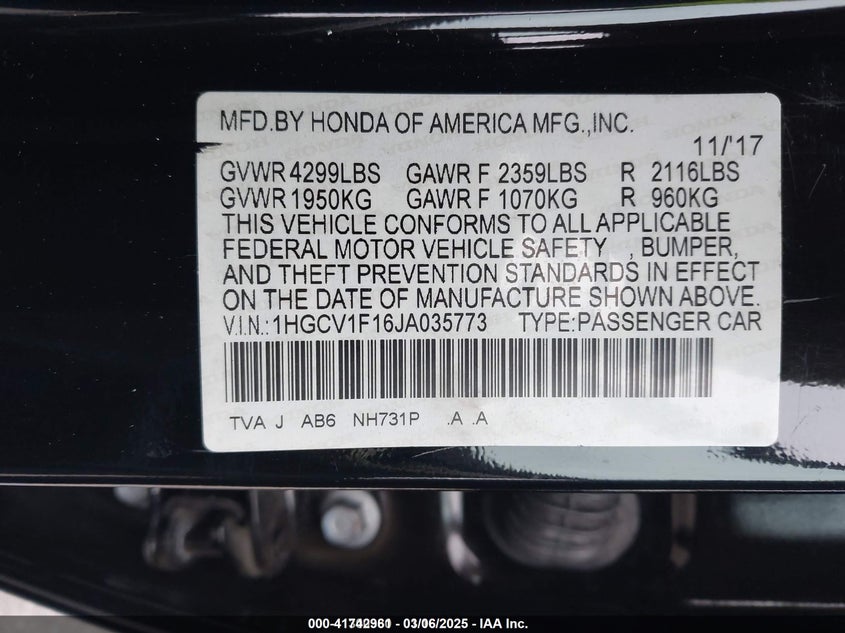 MFD.BY HONDA OF AMERICA MFG.,INC.
11/'17
GVWR 4299LBS GAWR F 2359LBS R 2116LBS
GVWR 1950KG GAWR F 1070KG R 960KG
THIS VEHICLE CONFORMS TO ALL APPLICABLE
FEDERAL MOTOR VEHICLE SAFETY , BUMPER,
AND THEFT PREVENTION STANDARDS IN EFFECT
ON THE DATE OF MANUFACTURE SHOWN ABOVE.
V.I.N.:1HGCV1F16JA035773 TYPE:PASSENGER CAR
TVA J AB6 NH731P .A .A
03/06/2025 - IAA Inc.